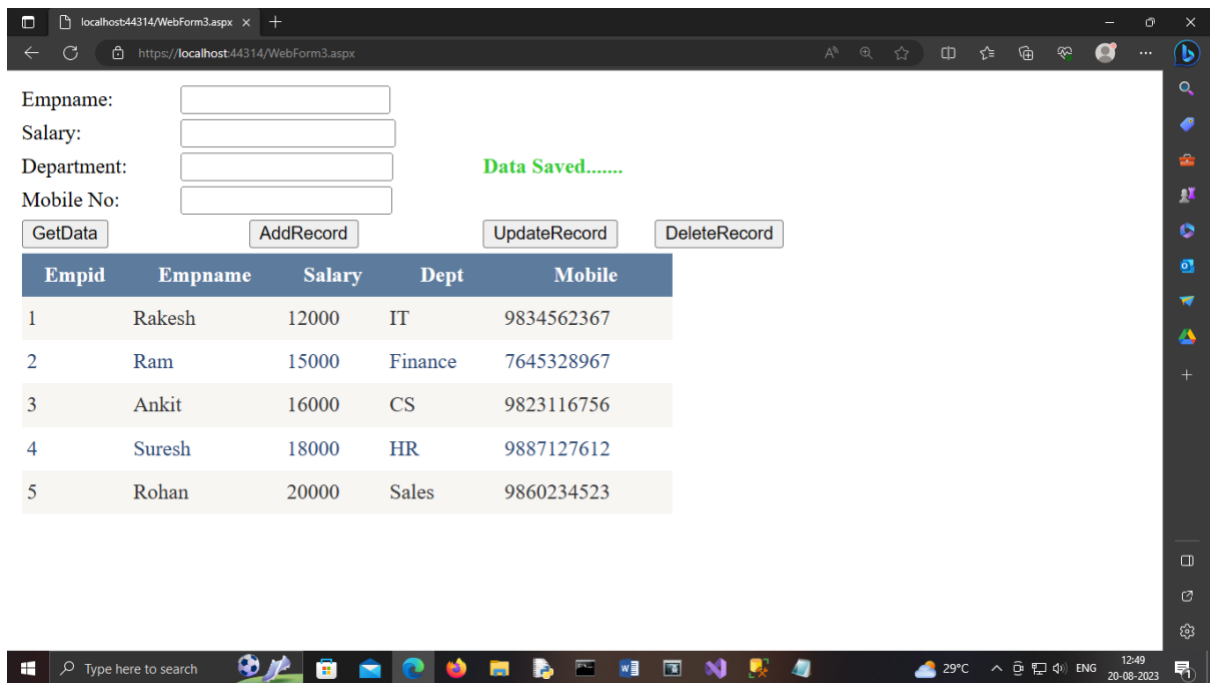 localhost:44314/WebForm3.aspx
https://localhost:44314/WebForm3.aspx
Empname:
Salary:
Department:
Data Saved.......
Mobile No:
GetData AddRecord UpdateRecord DeleteRecord
Empid Empname Salary Dept Mobile
1 Rakesh 12000 IT 9834562367
2 Ram 15000 Finance 7645328967
3 Ankit 16000 CS 9823116756
4 Suresh 18000 HR 9887127612
5 Rohan 20000 Sales 9860234523
Type here to search 29°C ENG 12:49
20-08-2023